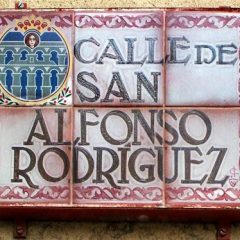 CALLE DE
SAN
ALFONSO
RODRIGUEZ